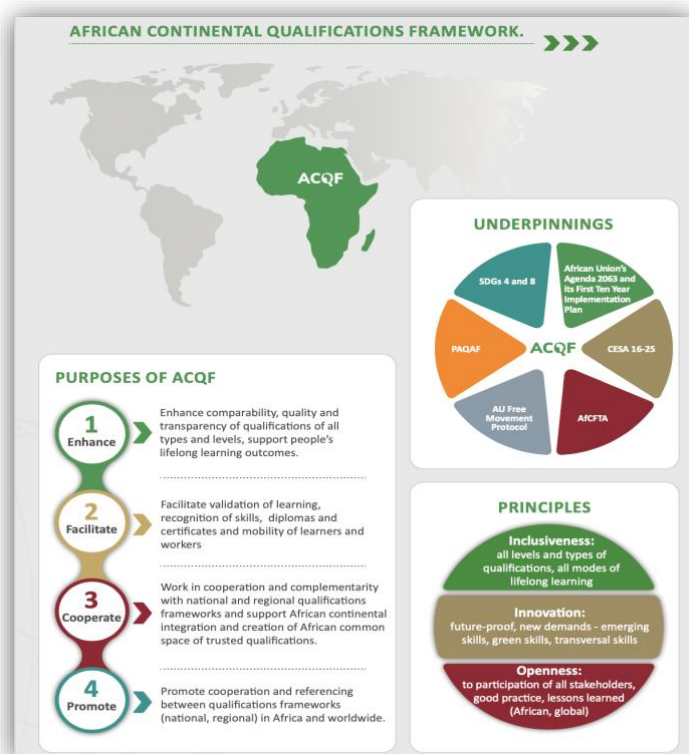 AFRICAN CONTINENTAL QUALIFICATIONS FRAMEWORK.
ACQF
UNDERPINNINGS
SDGs 4 and 8
African Union's
Agenda 2063 and
its First Ten Year
Implementation
Plan
PAQAF
ACQF
CESA 16-25
AU Free
Movement
Protocol
AfCFTA
PURPOSES OF ACQF
1
Enhance
Enhance comparability, quality and
transparency of qualifications of all
types and levels, support people's
lifelong learning outcomes.
2
Facilitate
Facilitate validation of learning,
recognition of skills, diplomas and
certificates and mobility of learners and
workers
3
Cooperate
Work in cooperation and complementarity
with national and regional qualifications
frameworks and support African continental
integration and creation of African common
space of trusted qualifications.
4
Promote
Promote cooperation and referencing
between qualifications frameworks
(national, regional) in Africa and worldwide.
PRINCIPLES
Inclusiveness:
all levels and types of
qualifications, all modes of
lifelong learning
Innovation:
future-proof, new demands - emerging
skills, green skills, transversal skills
Openness:
to participation of all stakeholders,
good practice, lessons learned
(African, global)